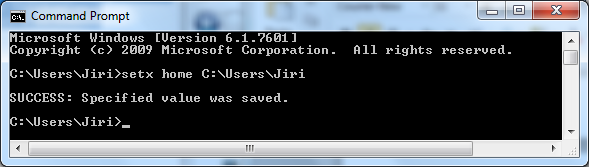 Command Prompt
Microsoft Windows [Version 6.1.7601]
Copyright (c) 2009 Microsoft Corporation.  All rights reserved.
C:\Users\Jiri>setx home C:\Users\Jiri
SUCCESS: Specified value was saved.
C:\Users\Jiri>_